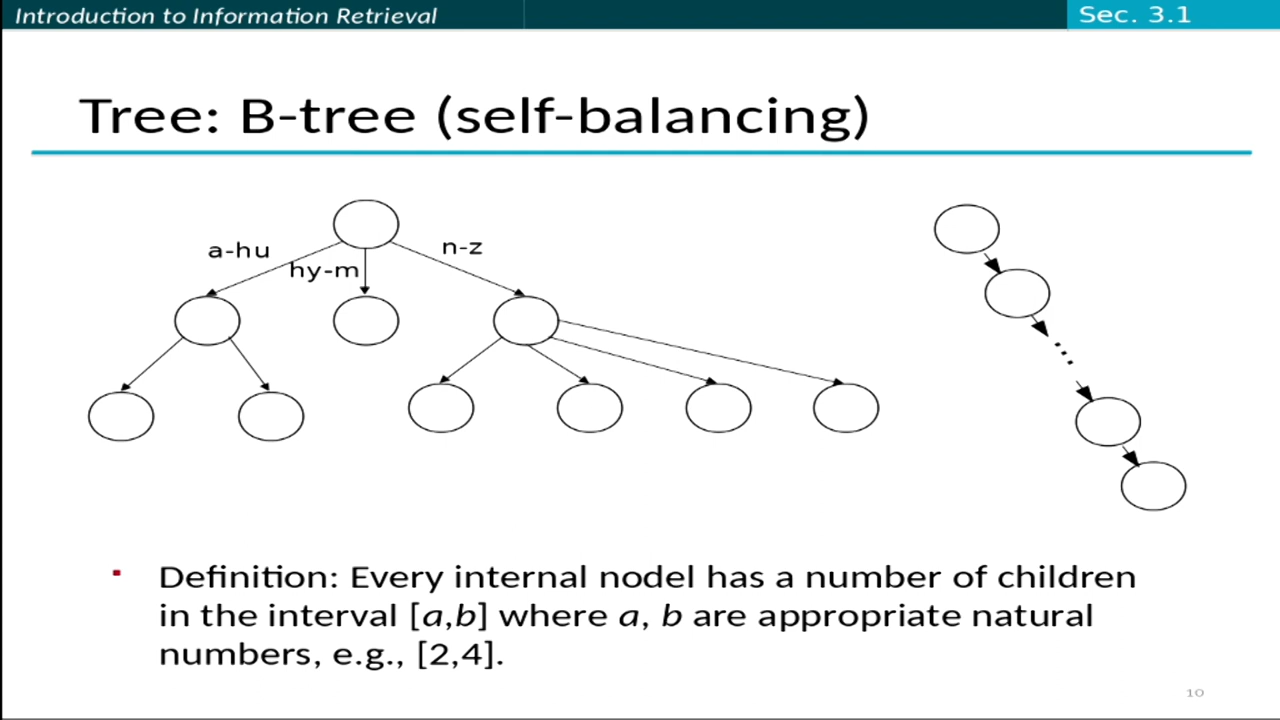 Introduction to Information Retrieval
Sec. 3.1
Tree: B-tree (self-balancing)
a-hu
hy-m
n-z
Definition: Every internal nodel has a number of children
in the interval [a,b] where a, b are appropriate natural
numbers, e.g., [2,4].
10